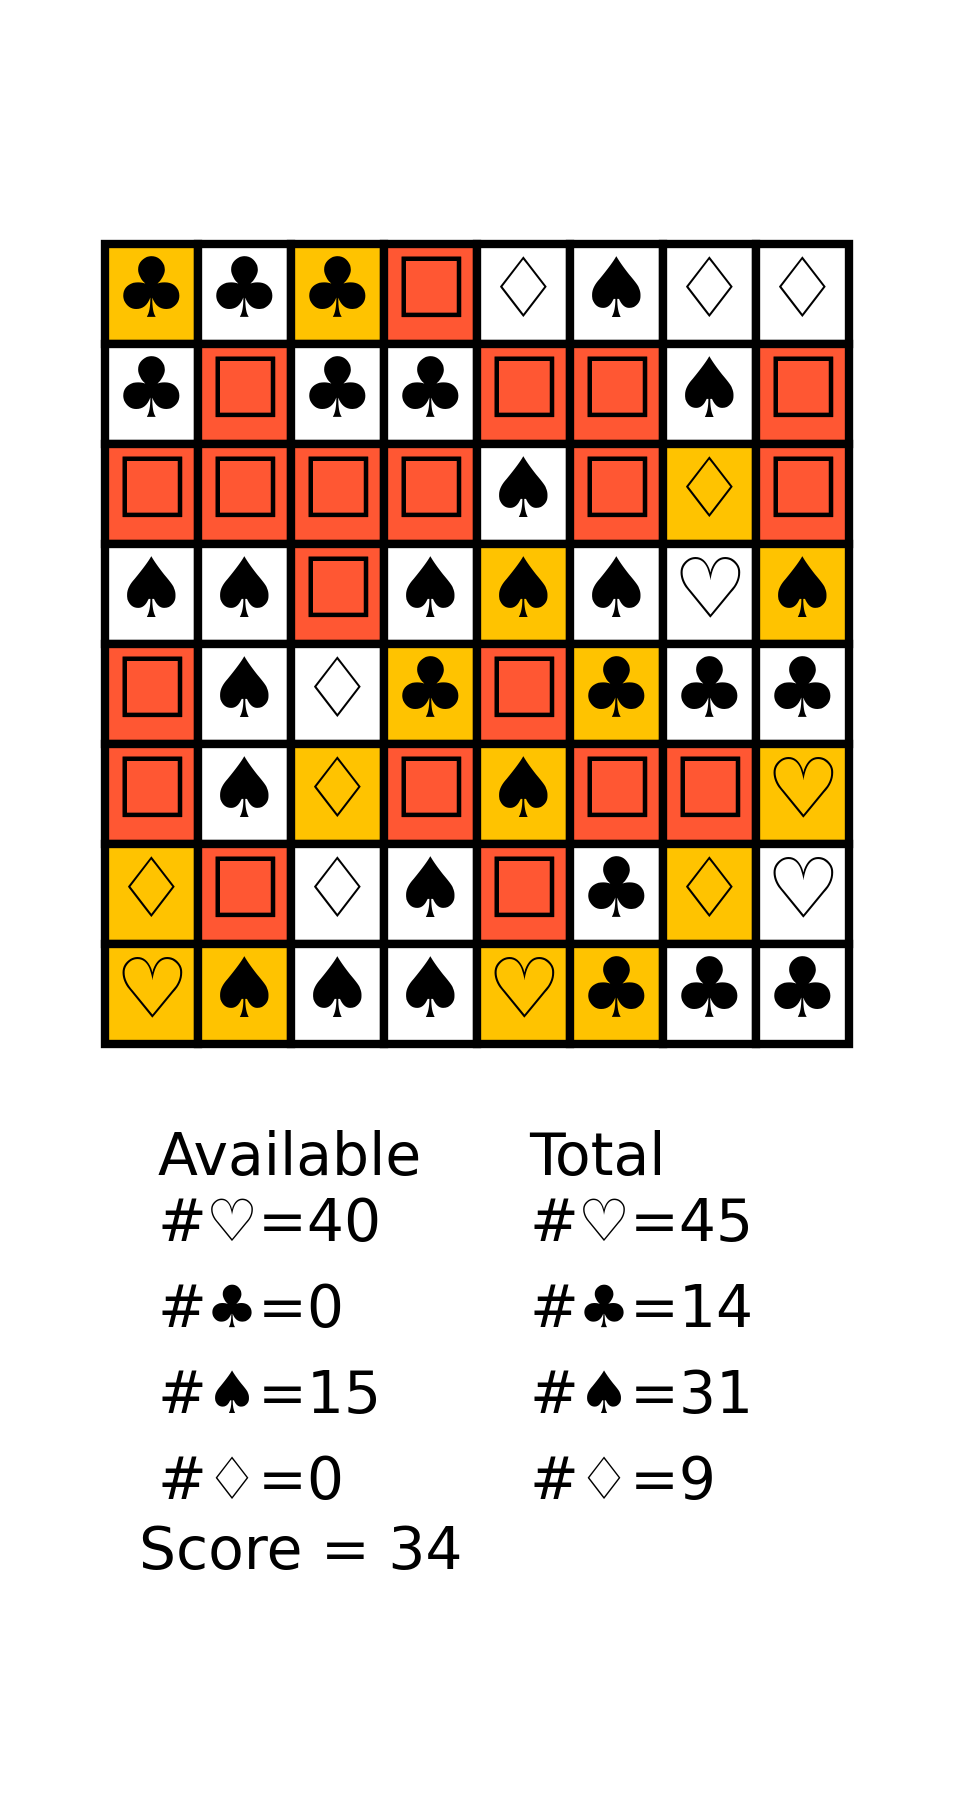 ♣ ♣ ♣ □ ♢ ♠ ♢ ♢
♣ □ ♣ ♣ □ □ ♠ □
□ □ □ □ ♠ □ ♢ □
♠ ♠ □ ♠ ♠ ♠ ♡ ♠
□ ♠ ♢ ♣ □ ♣ ♣ ♣
□ ♠ ♢ □ ♠ □ □ ♡
♢ □ ♢ ♠ □ ♣ ♢ ♡
♡ ♠ ♠ ♠ ♡ ♣ ♣ ♣
Available Total
#♡=40 #♡=45
#♣=0 #♣=14
#♠=15 #♠=31
#♢=0 #♢=9
Score = 34